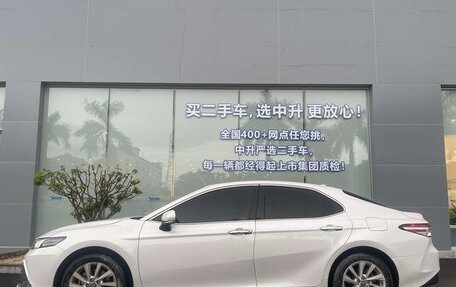 买二手车,选中升 更放心!
全国400+网点任您挑,
中升严选二手车,
每一辆都经得起上市集团质检!